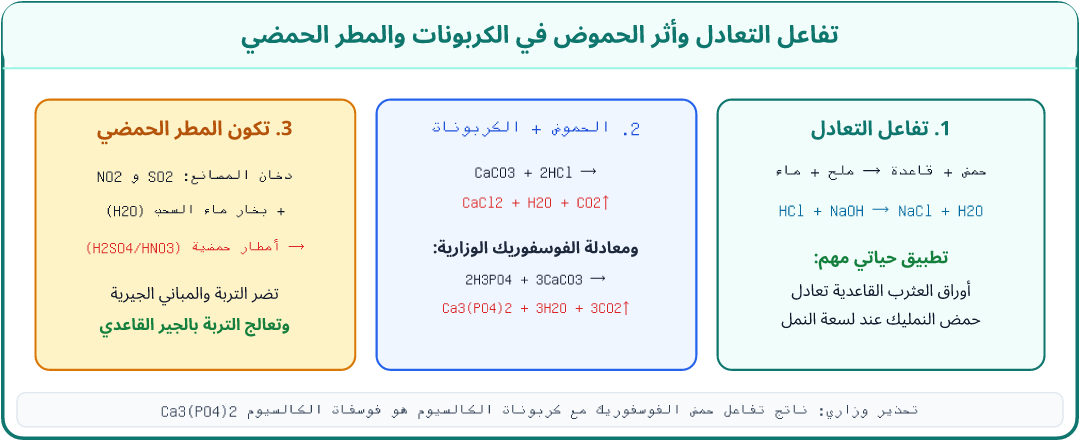 تفاعل التعادل وأثر الحموض في الكربونات والمطر الحمضي
1. تفاعل التعادل
حمض + قاعدة → ملح + ماء
HCl + NaOH → NaCl + H2O
تطبيق حياتي مهم:
أوراق العثرب القاعدية تعادل
حمض النمليك عند لسعة النمل
2. الحموض + الكربونات
CaCO3 + 2HCl →
CaCl2 + H2O + CO2↑
ومعادلة الفوسفوريك الوزارية:
2H3PO4 + 3CaCO3 →
Ca3(PO4)2 + 3H2O + 3CO2↑
3. تكون المطر الحمضي
دخان المصانع: SO2 و NO2
+ بخار ماء السحب (H2O)
→ أمطار حمضية (H2SO4/HNO3)
تضر التربة والمباني الجيرية
وتعالج التربة بالجير القاعدي
تحذير وزاري: ناتج تفاعل حمض الفوسفوريك مع كربونات الكالسيوم هو فوسفات الكالسيوم Ca3(PO4)2